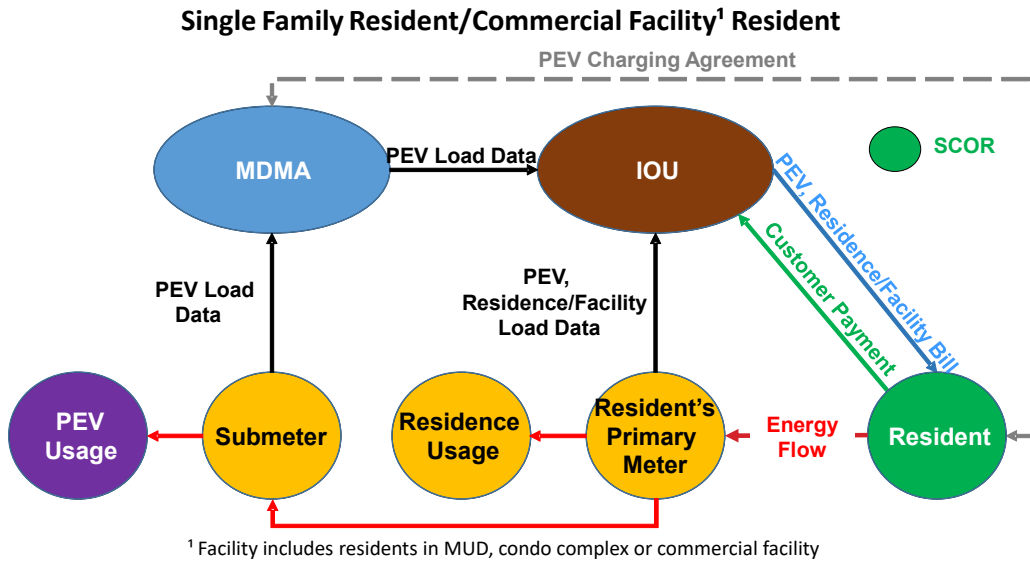 Single Family Resident/Commercial Facility¹ Resident
PEV Charging Agreement
MDMA
PEV Load Data
IOU
SCOR
PEV, Residence/Facility Bill
Customer Payment
PEV Load
Data
PEV,
Residence/Facility
Load Data
PEV
Usage
Submeter
Residence
Usage
Resident's
Primary
Meter
Energy
Flow
Resident
¹ Facility includes residents in MUD, condo complex or commercial facility